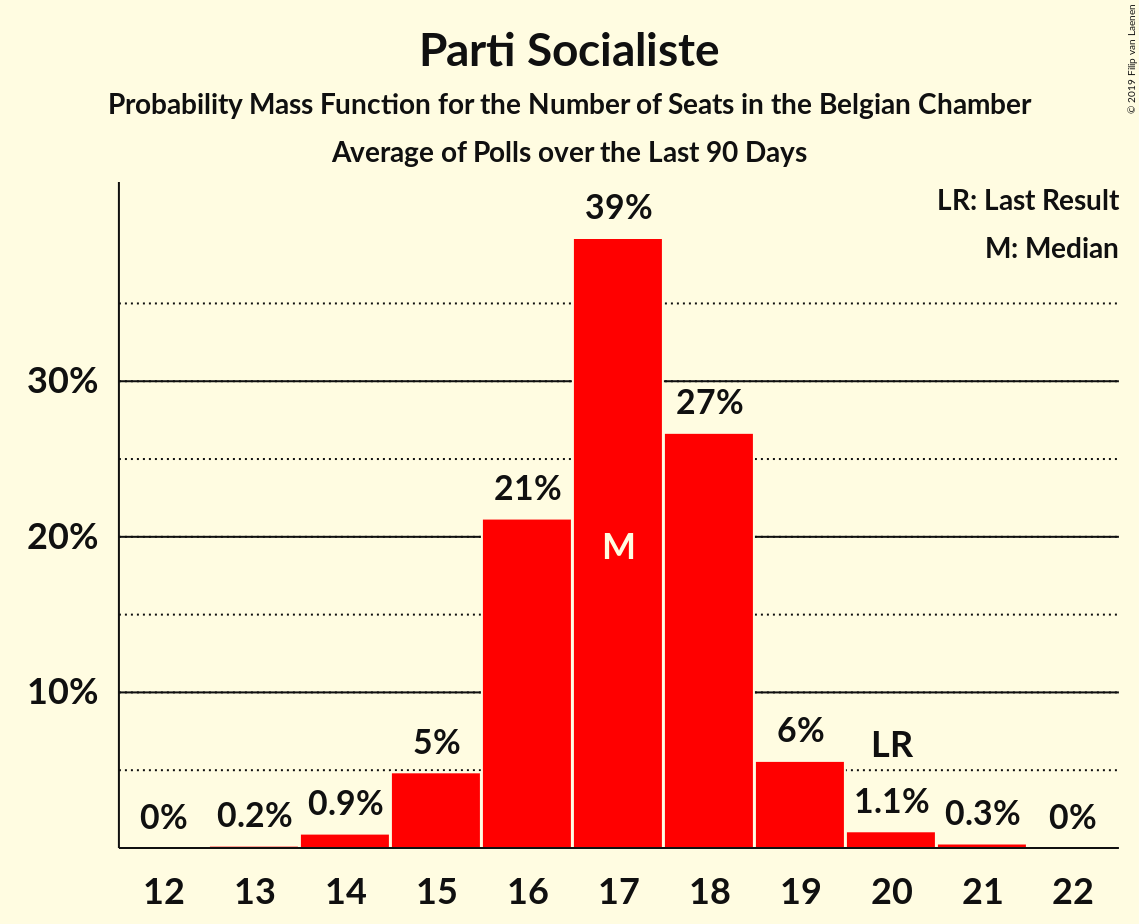 Parti Socialiste
Probability Mass Function for the Number of Seats in the Belgian Chamber
Average of Polls over the Last 90 Days
© 2019 Filip van Laenen
LR: Last Result
M: Median
30%
20%
10%
0%
0.2%
0.9%
5%
21%
39%
M
27%
6%
LR
1.1%
0.3%
0%
12 13 14 15 16 17 18 19 20 21 22